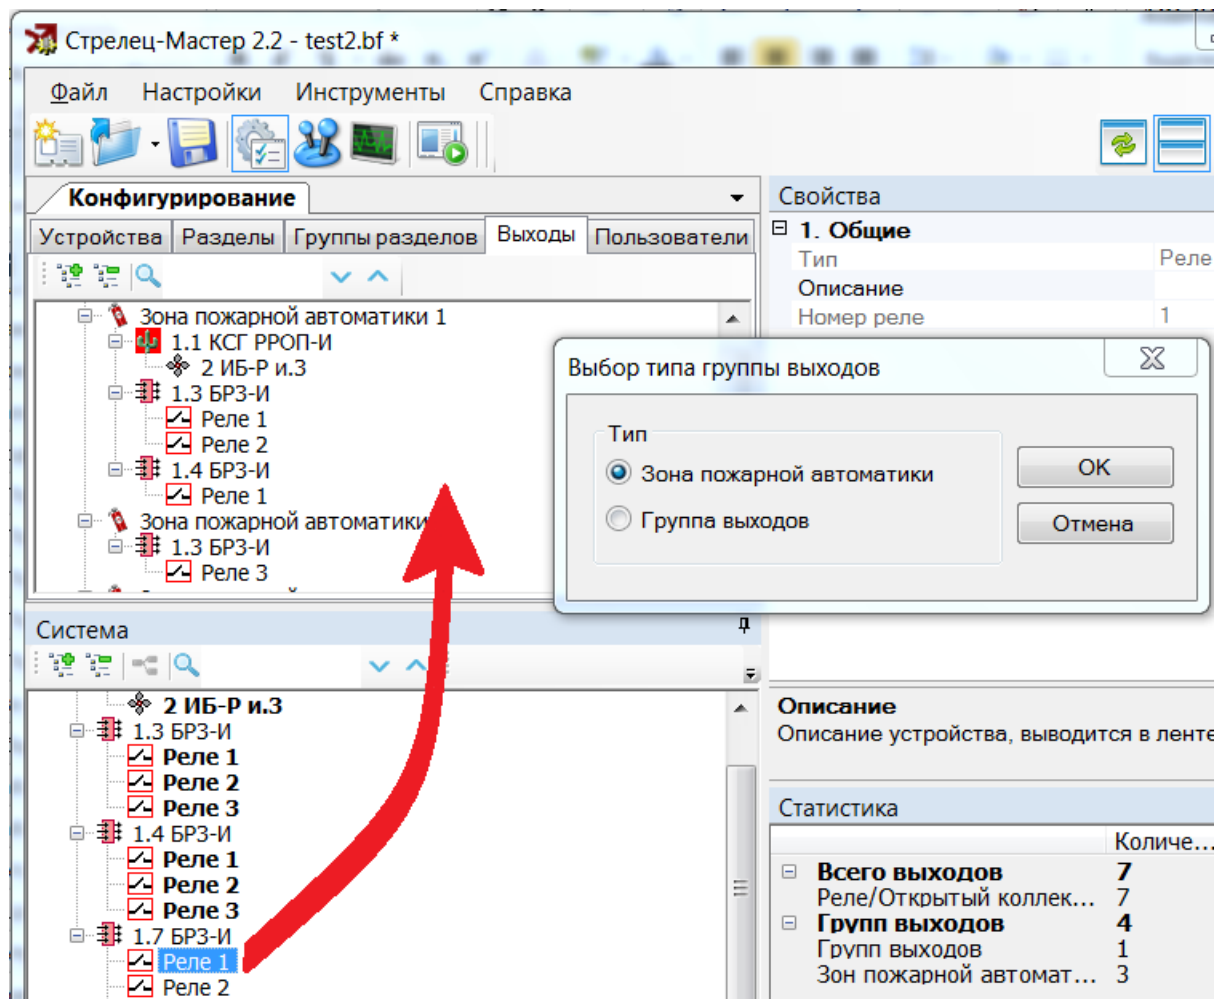 Стрелец-Мастер 2.2 - test2.bf *
Файл Настройки Инструменты Справка
Конфигурирование
Устройства Разделы Группы разделов Выходы Пользователи
Зона пожарной автоматики 1
1.1 КСГ РРОП-И
2 ИБ-Р и.3
1.3 БРЗ-И
Реле 1
Реле 2
1.4 БРЗ-И
Реле 1
Зона пожарной автоматики
1.3 БРЗ-И
Реле 3
Свойства
1. Общие
Тип Реле
Описание
Номер реле 1
Выбор типа группы выходов
Тип
Зона пожарной автоматики
Группа выходов
OK
Отмена
Система
2 ИБ-Р и.3
1.3 БРЗ-И
Реле 1
Реле 2
Реле 3
1.4 БРЗ-И
Реле 1
Реле 2
Реле 3
1.7 БРЗ-И
Реле 1
Реле 2
Описание
Описание устройства, выводится в ленте
Статистика
Количе...
Всего выходов 7
Реле/Открытый коллек... 7
Групп выходов 4
Групп выходов 1
Зон пожарной автомат... 3